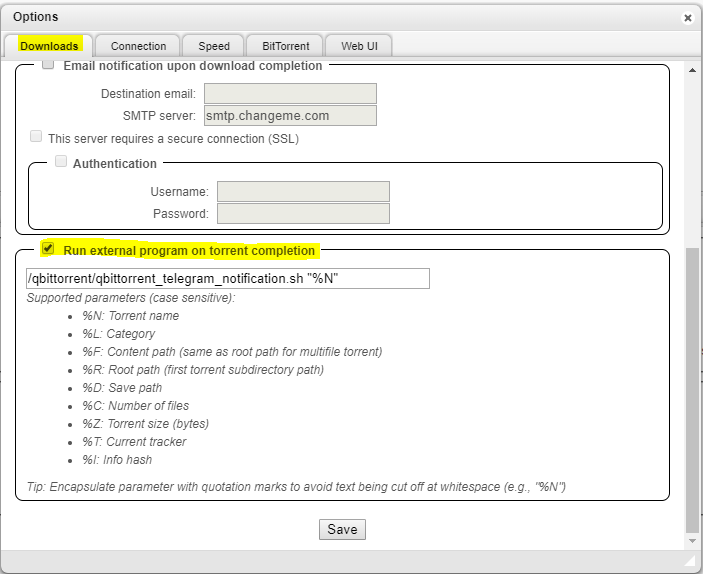 Options
Downloads
Connection
Speed
BitTorrent
Web UI
Email notification upon download completion
Destination email:
SMTP server: smtp.changeme.com
This server requires a secure connection (SSL)
Authentication
Username:
Password:
Run external program on torrent completion
/qbittorrent/qbittorrent_telegram_notification.sh "%N"
Supported parameters (case sensitive):
• %N: Torrent name
• %L: Category
• %F: Content path (same as root path for multifile torrent)
• %R: Root path (first torrent subdirectory path)
• %D: Save path
• %C: Number of files
• %Z: Torrent size (bytes)
• %T: Current tracker
• %I: Info hash
Tip: Encapsulate parameter with quotation marks to avoid text being cut off at whitespace (e.g., "%N")
Save